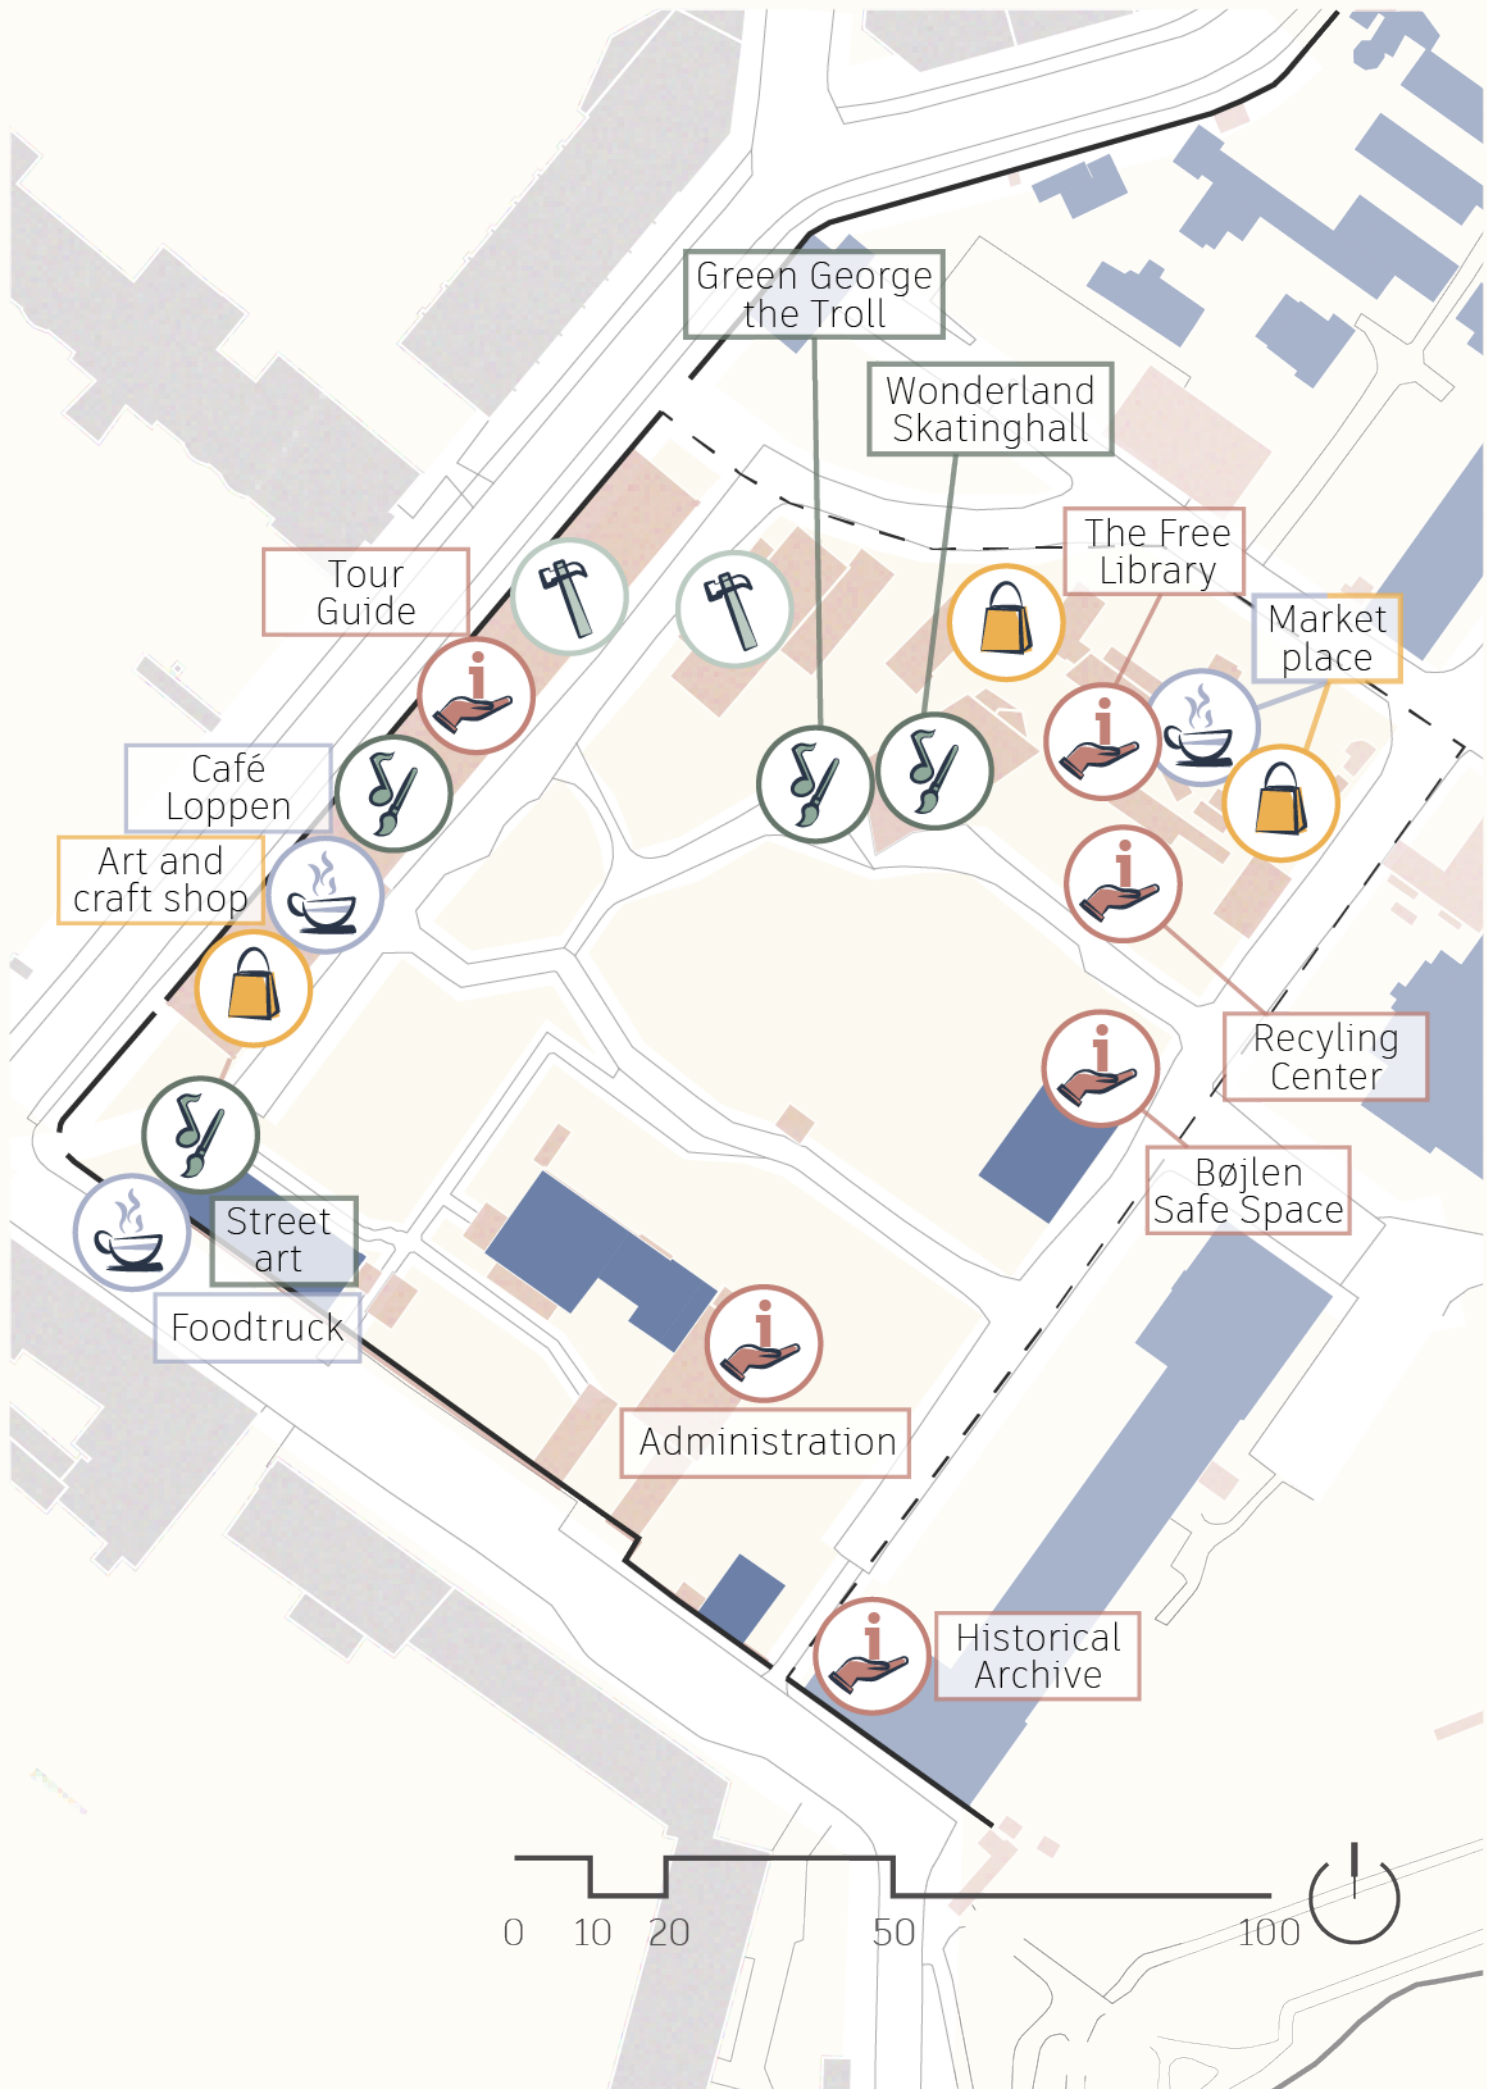 Green George
the Troll
Wonderland
Skatinghall
The Free
Library
Tour
Guide
Market
place
Café
Loppen
Art and
craft shop
Recyling
Center
Bøjlen
Safe Space
Street
art
Foodtruck
Administration
Historical
Archive
0 10 20 50 100